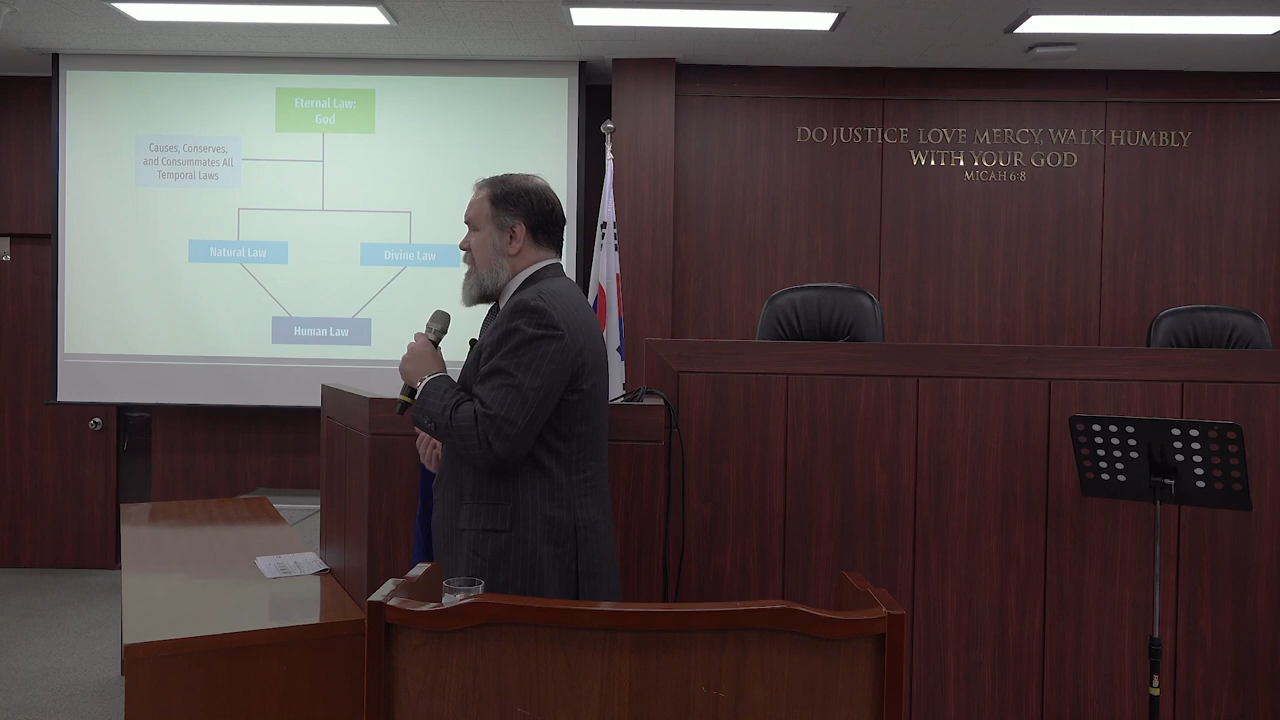 Eternal Law:
God
Causes, Conserves,
and Consummates All
Temporal Laws
Natural Law
Divine Law
Human Law
DO JUSTICE LOVE MERCY, WALK HUMBLY
WITH YOUR GOD
MICAH 6:8